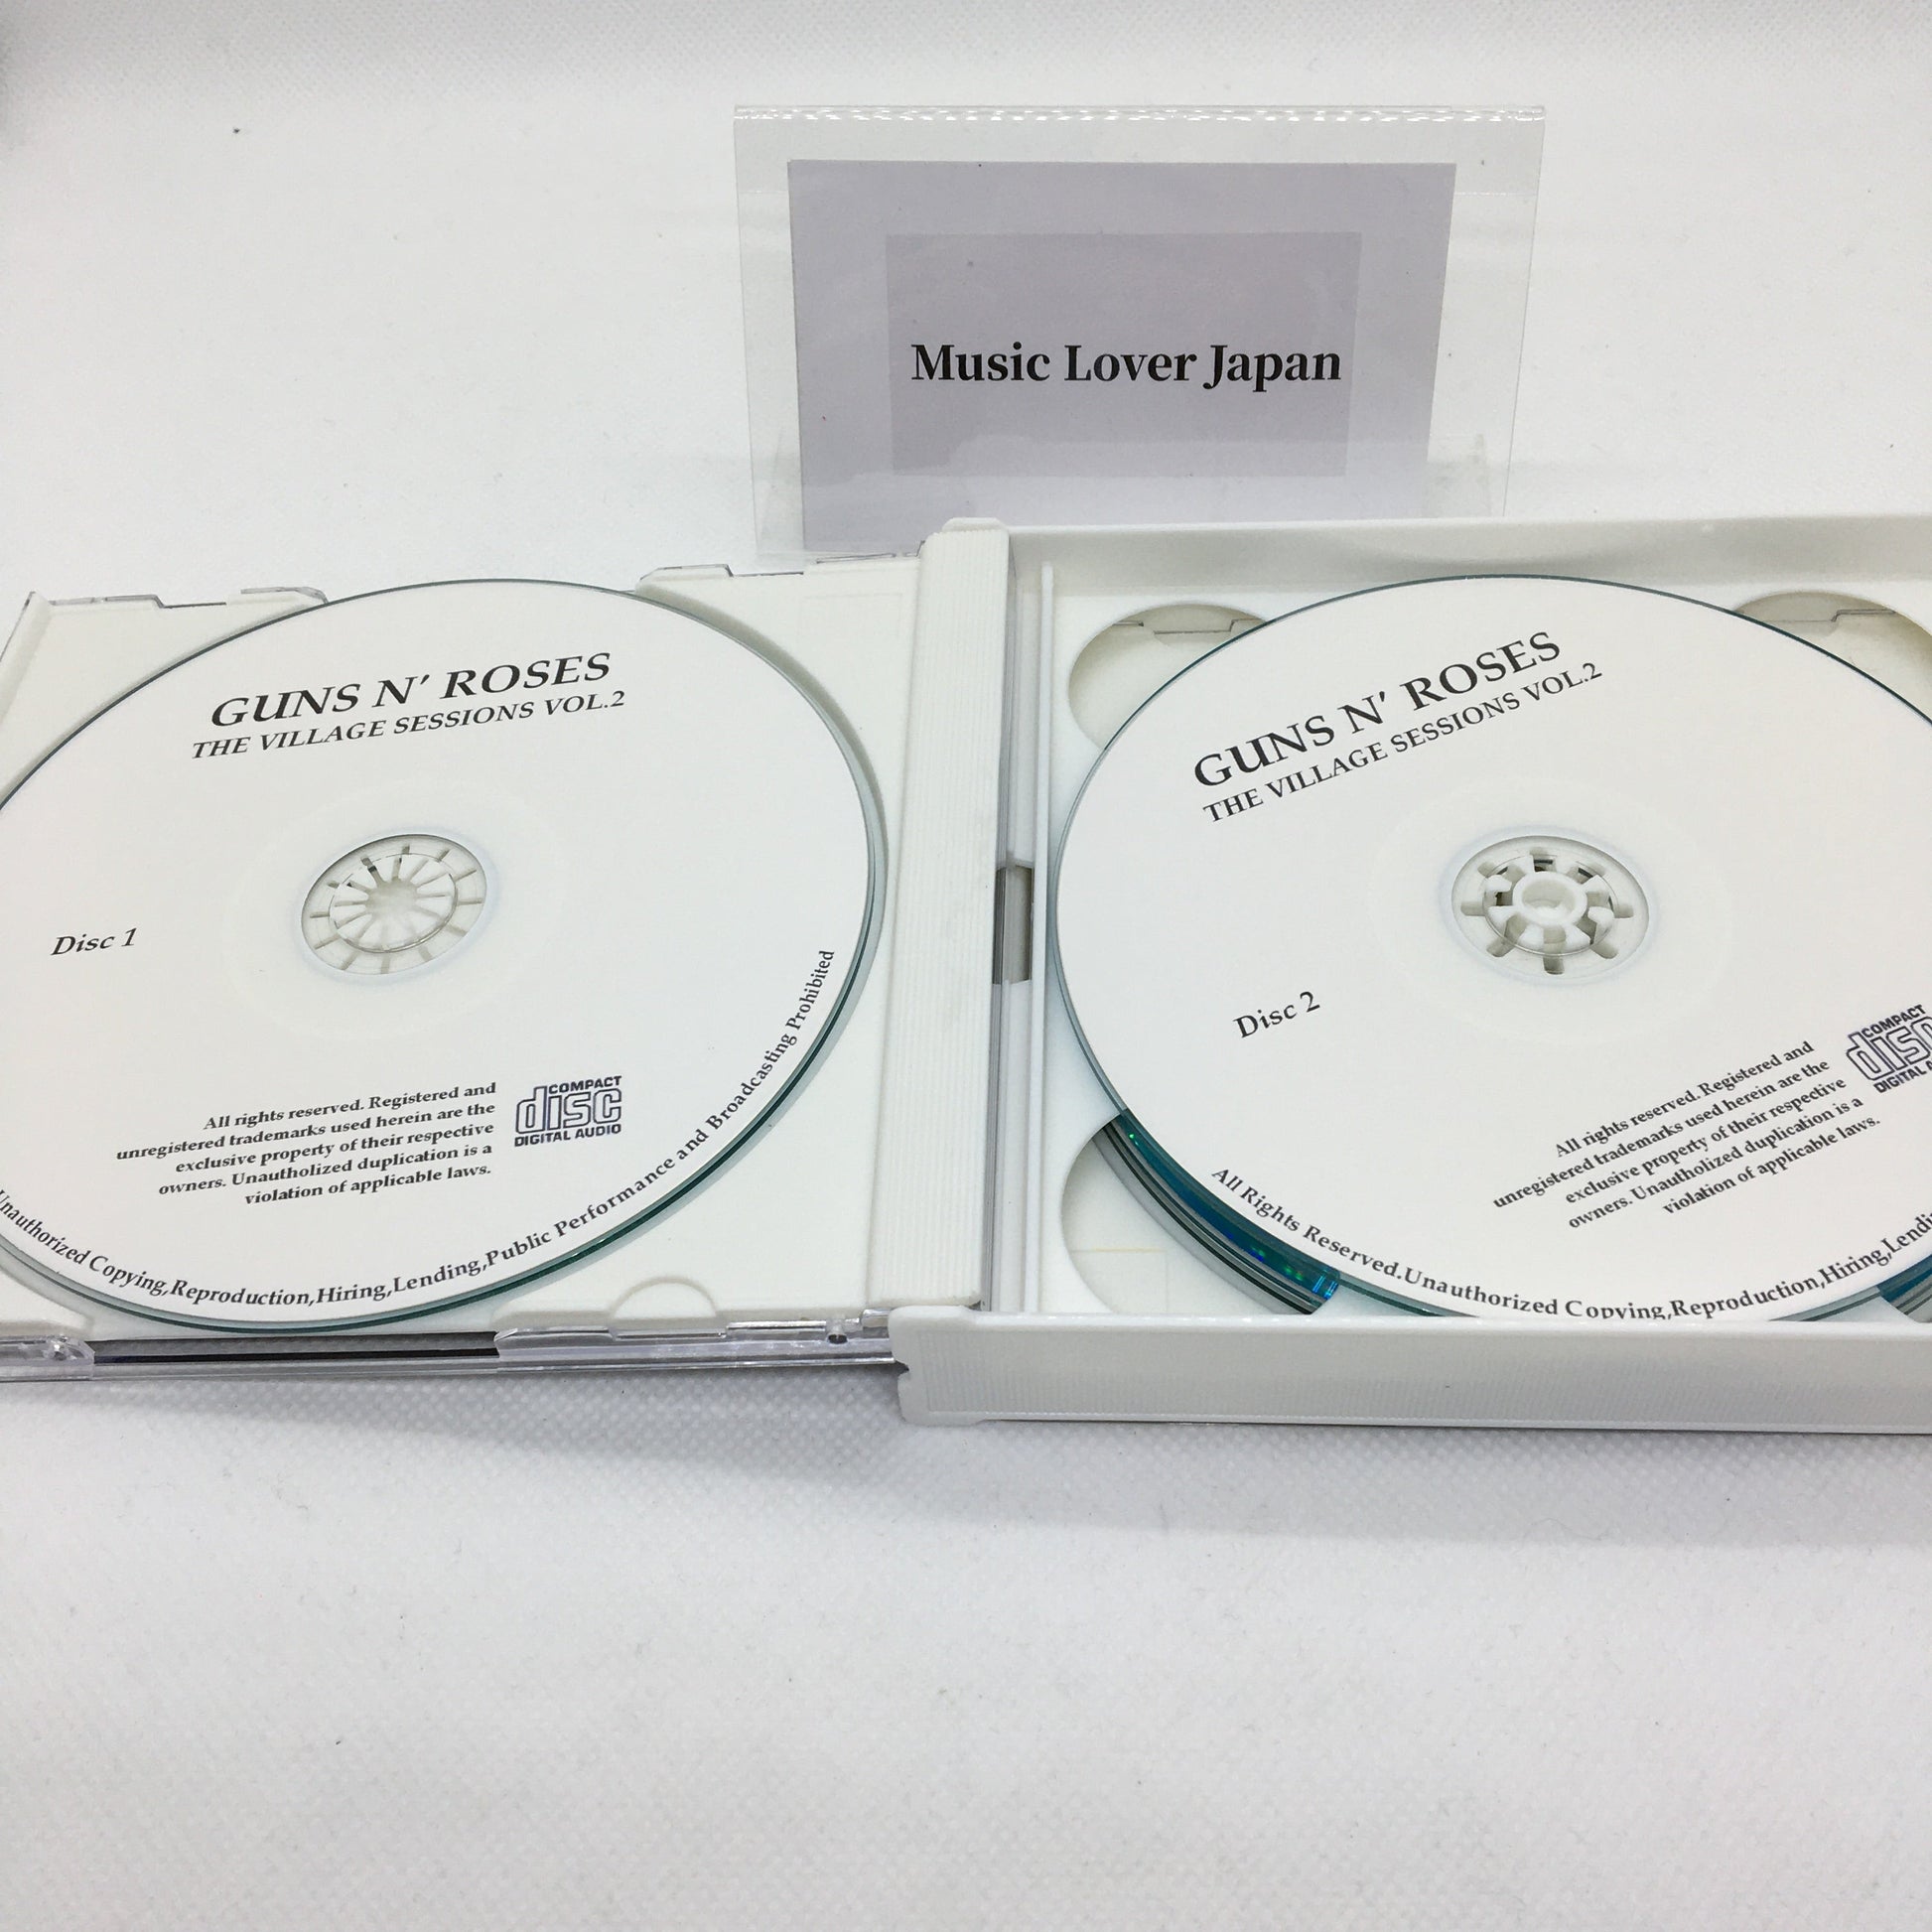 Music Lover Japan
GUNS N' ROSES
THE VILLAGE SESSIONS VOL.2
Disc 1
All rights reserved. Registered and
unregistered trademarks used herein are the
exclusive property of their respective
owners. Unautholized duplication is a
violation of applicable laws.
COMPACT
disc
DIGITAL AUDIO
Unauthorized Copying,Reproduction,Hiring,Lending,Public Performance and Broadcasting Prohibited
GUNS N' ROSES
THE VILLAGE SESSIONS VOL.2
Disc 2
All rights reserved. Registered and
unregistered trademarks used herein are the
exclusive property of their respective
owners. Unautholized duplication is a
violation of applicable laws.
COMPACT
disc
DIGITAL
All Rights Reserved.Unauthorized Copying,Reproduction,Hiring,